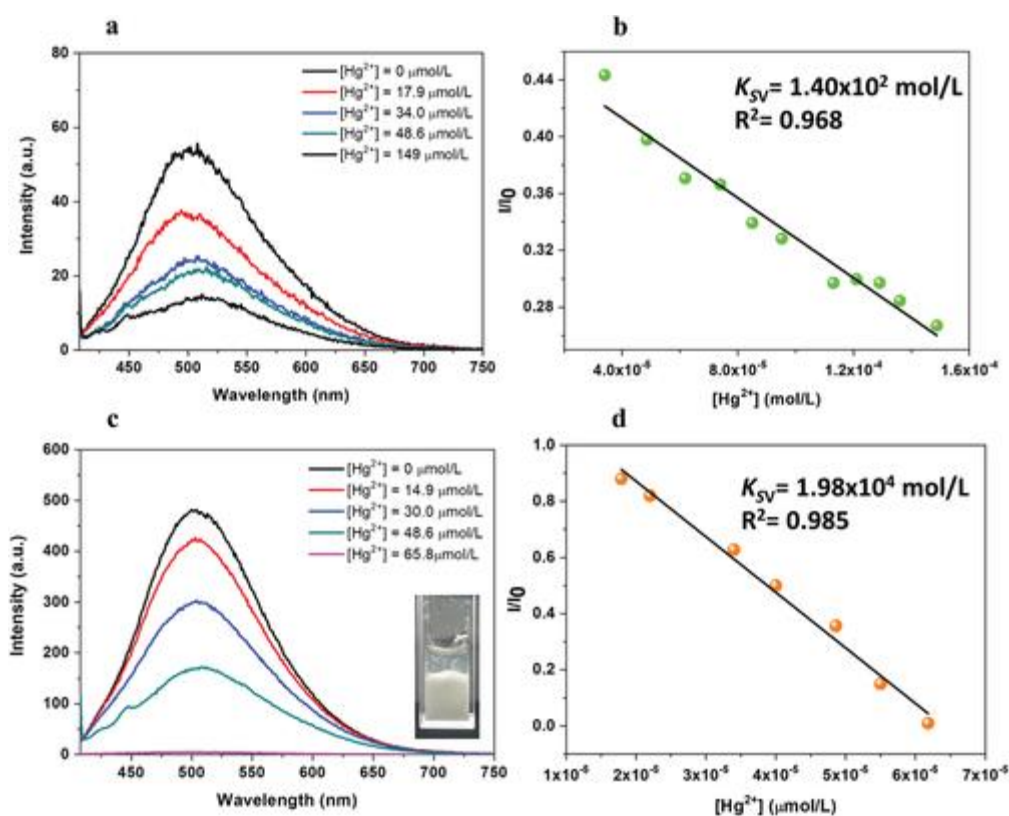 a
80
60
40
20
0
450 500 550 600 650 700 750
Intensity (a.u.)
Wavelength (nm)
[Hg²⁺] = 0 μmol/L
[Hg²⁺] = 17.9 μmol/L
[Hg²⁺] = 34.0 μmol/L
[Hg²⁺] = 48.6 μmol/L
[Hg²⁺] = 149 μmol/L
b
0.44
0.40
0.36
0.32
0.28
4.0x10⁻⁵ 8.0x10⁻⁵ 1.2x10⁻⁴ 1.6x10⁻⁴
I/I₀
[Hg²⁺] (mol/L)
K_SV= 1.40x10² mol/L
R²= 0.968
c
600
500
400
300
200
100
0
450 500 550 600 650 700 750
Intensity (a.u.)
Wavelength (nm)
[Hg²⁺] = 0 μmol/L
[Hg²⁺] = 14.9 μmol/L
[Hg²⁺] = 30.0 μmol/L
[Hg²⁺] = 48.6 μmol/L
[Hg²⁺] = 65.8μmol/L
d
1.0
0.8
0.6
0.4
0.2
0.0
1x10⁻⁵ 2x10⁻⁵ 3x10⁻⁵ 4x10⁻⁵ 5x10⁻⁵ 6x10⁻⁵ 7x10⁻⁵
I/I₀
[Hg²⁺] (μmol/L)
K_SV= 1.98x10⁴ mol/L
R²= 0.985